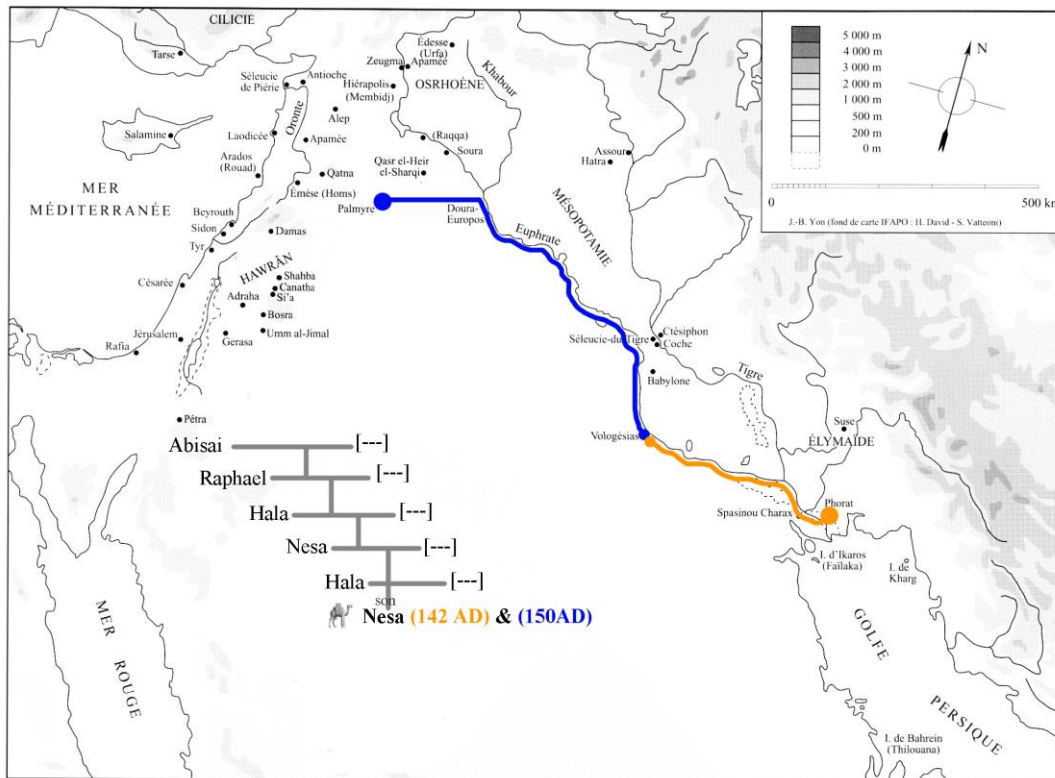 CILICIE
Tarse
Édesse
(Urfa)
Zeugma
Apamée
Khabour
Séleucie
de Piérie
Antioche
Hiérapolis
(Membidj)
OSRHOÈNE
Oronte
Alep
Salamine
Laodicée
Apamée
(Raqqa)
Soura
Assour
Hatra
Arados
(Rouad)
Qatna
Qasr el-Heir
el-Sharqi
Émèse (Homs)
MER
MÉDITERRANÉE
Palmyre
Doura-
Europos
MÉSOPOTAMIE
Euphrate
Beyrouth
Sidon
Damas
Tyr
HAWRÂN
Césarée
Shahba
Canatha
Si'a
Adraha
Bosra
Jérusalem
Umm al-Jimal
Gerasa
Rafia
Séleucie-du-Tigre
Ctésiphon
Coche
Babylone
Tigre
Pétra
Vologésias
Suse
ÉLYMAÏDE
Spasinou Charax
Phorat
I. d'Ikaros
(Faïlaka)
I. de
Kharg
MER ROUGE
GOLFE
PERSIQUE
I. de Bahrein
(Thilouana)
5 000 m
4 000 m
3 000 m
2 000 m
1 000 m
500 m
200 m
0 m
N
0
500 km
J.-B. Yon (fond de carte IFAPO : H. David - S. Vatteoni)
Abisai [---]
Raphael [---]
Hala [---]
Nesa [---]
Hala [---]
son
Nesa (142 AD) & (150AD)